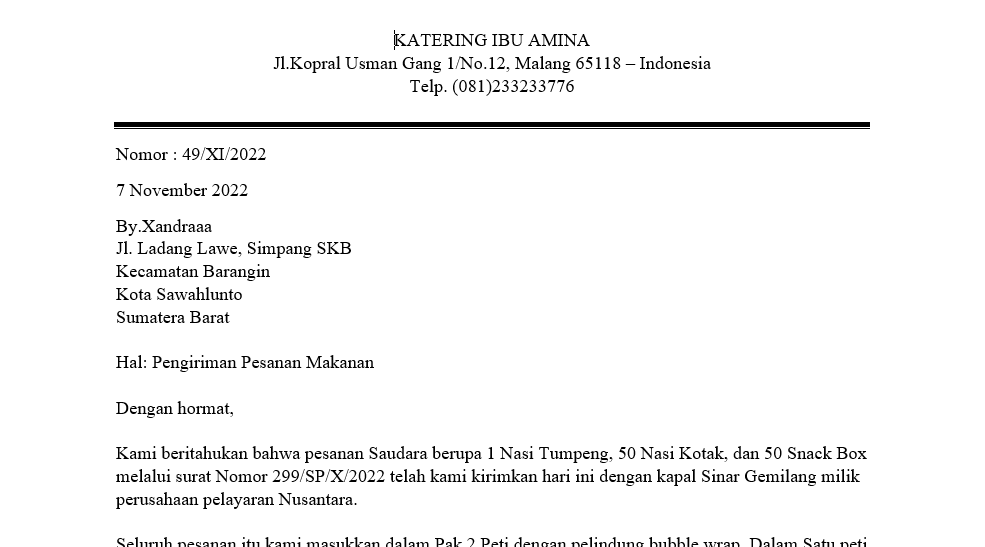 KATERING IBU AMINA
Jl.Kopral Usman Gang 1/No.12, Malang 65118 – Indonesia
Telp. (081)233233776
Nomor : 49/XI/2022
7 November 2022
By.Xandraaa
Jl. Ladang Lawe, Simpang SKB
Kecamatan Barangin
Kota Sawahlunto
Sumatera Barat
Hal: Pengiriman Pesanan Makanan
Dengan hormat,
Kami beritahukan bahwa pesanan Saudara berupa 1 Nasi Tumpeng, 50 Nasi Kotak, dan 50 Snack Box
melalui surat Nomor 299/SP/X/2022 telah kami kirimkan hari ini dengan kapal Sinar Gemilang milik
perusahaan pelayaran Nusantara.
Seluruh pesanan itu kami masukkan dalam Pak 2 Peti dengan pelindung bubble wrap. Dalam Satu peti